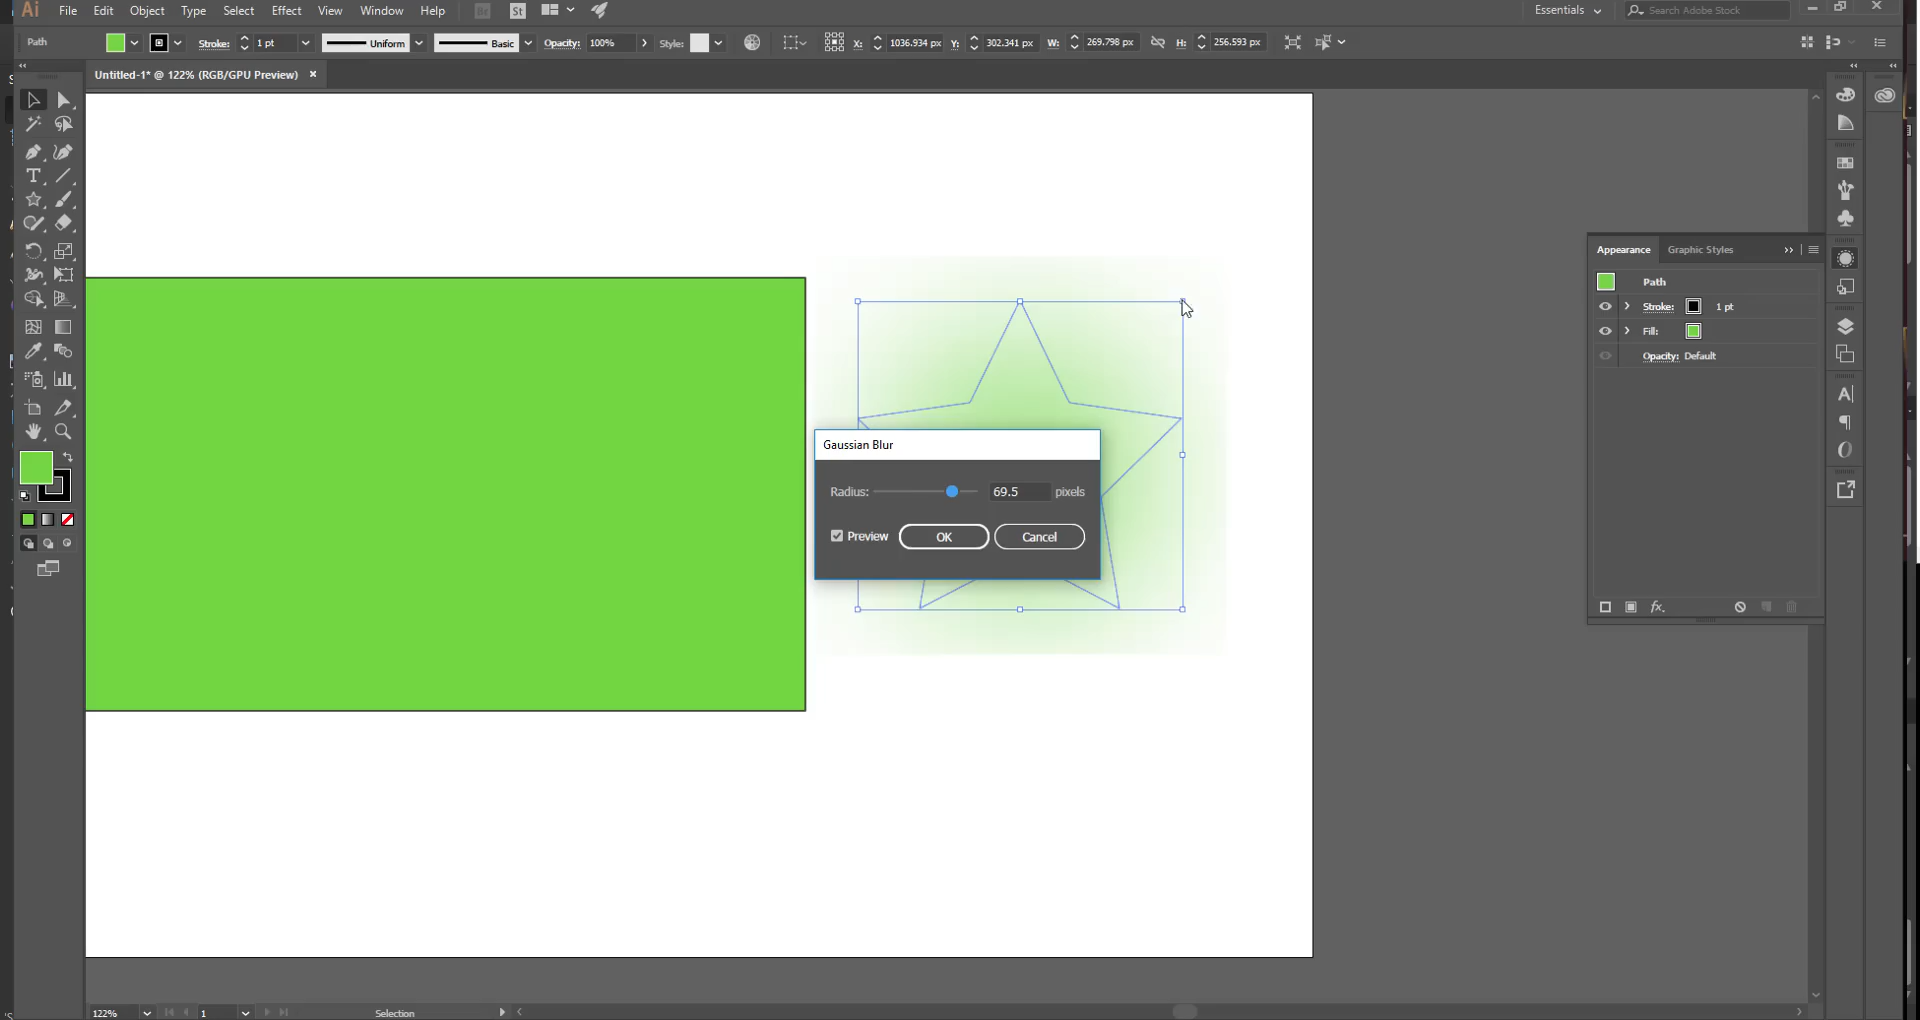 Ai File Edit Object Type Select Effect View Window Help Br St Essentials Search Adobe Stock
Path Stroke: 1 pt Uniform Basic Opacity: 100% Style: X: 1036.934 px Y: 302.341 px W: 269.798 px H: 256.593 px
Untitled-1* @ 122% (RGB/GPU Preview)
Appearance Graphic Styles
Path
Stroke: 1 pt
Fill:
Opacity: Default
fx.
Gaussian Blur
Radius: 69.5 pixels
Preview OK Cancel
122% 1 Selection